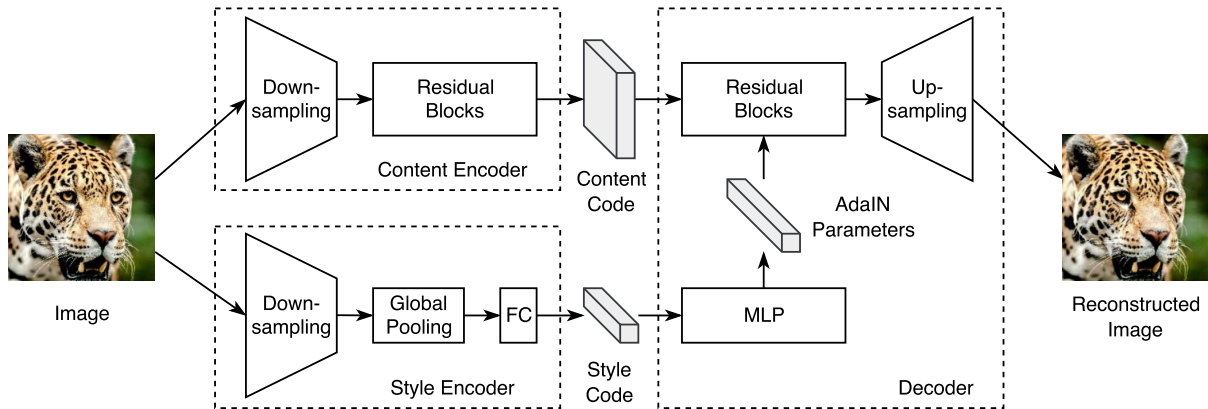 Down-
sampling
Residual
Blocks
Content Encoder
Content
Code
Residual
Blocks
Up-
sampling
AdaIN
Parameters
Image
Down-
sampling
Global
Pooling
FC
Style Encoder
Style
Code
MLP
Decoder
Reconstructed
Image